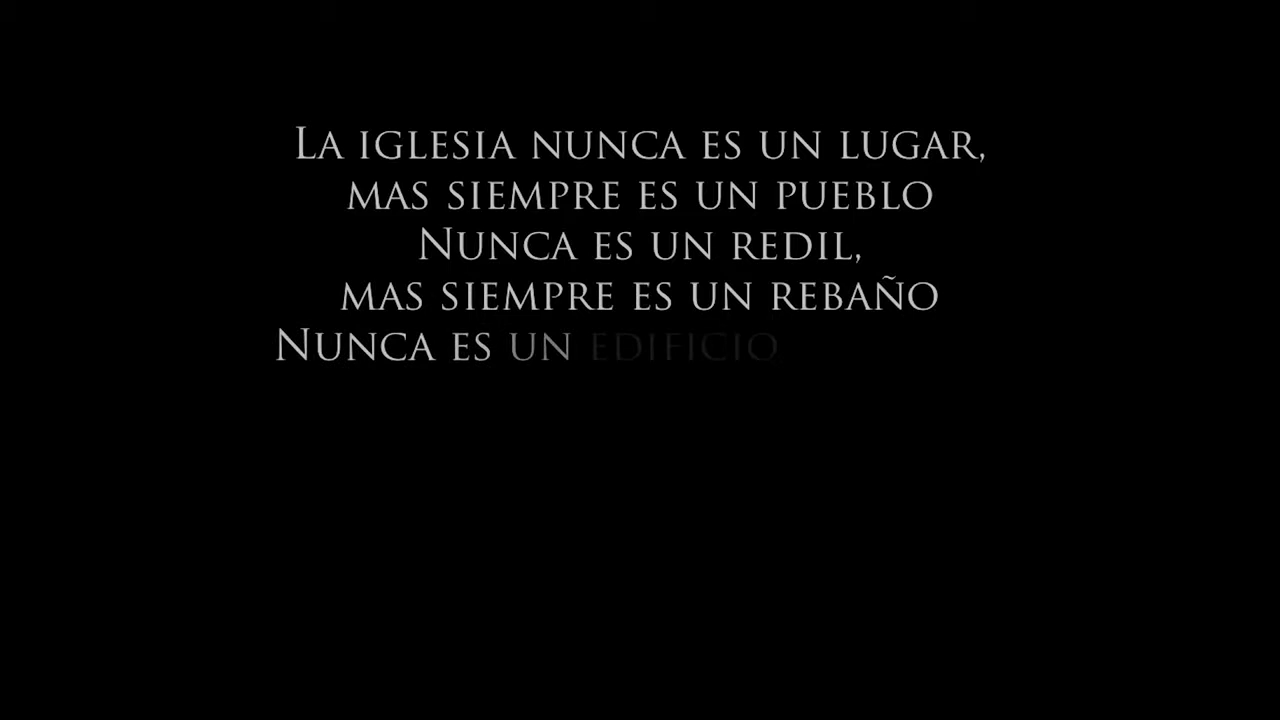 La iglesia nunca es un lugar,
mas siempre es un pueblo
Nunca es un redil,
mas siempre es un rebaño
Nunca es un edificio